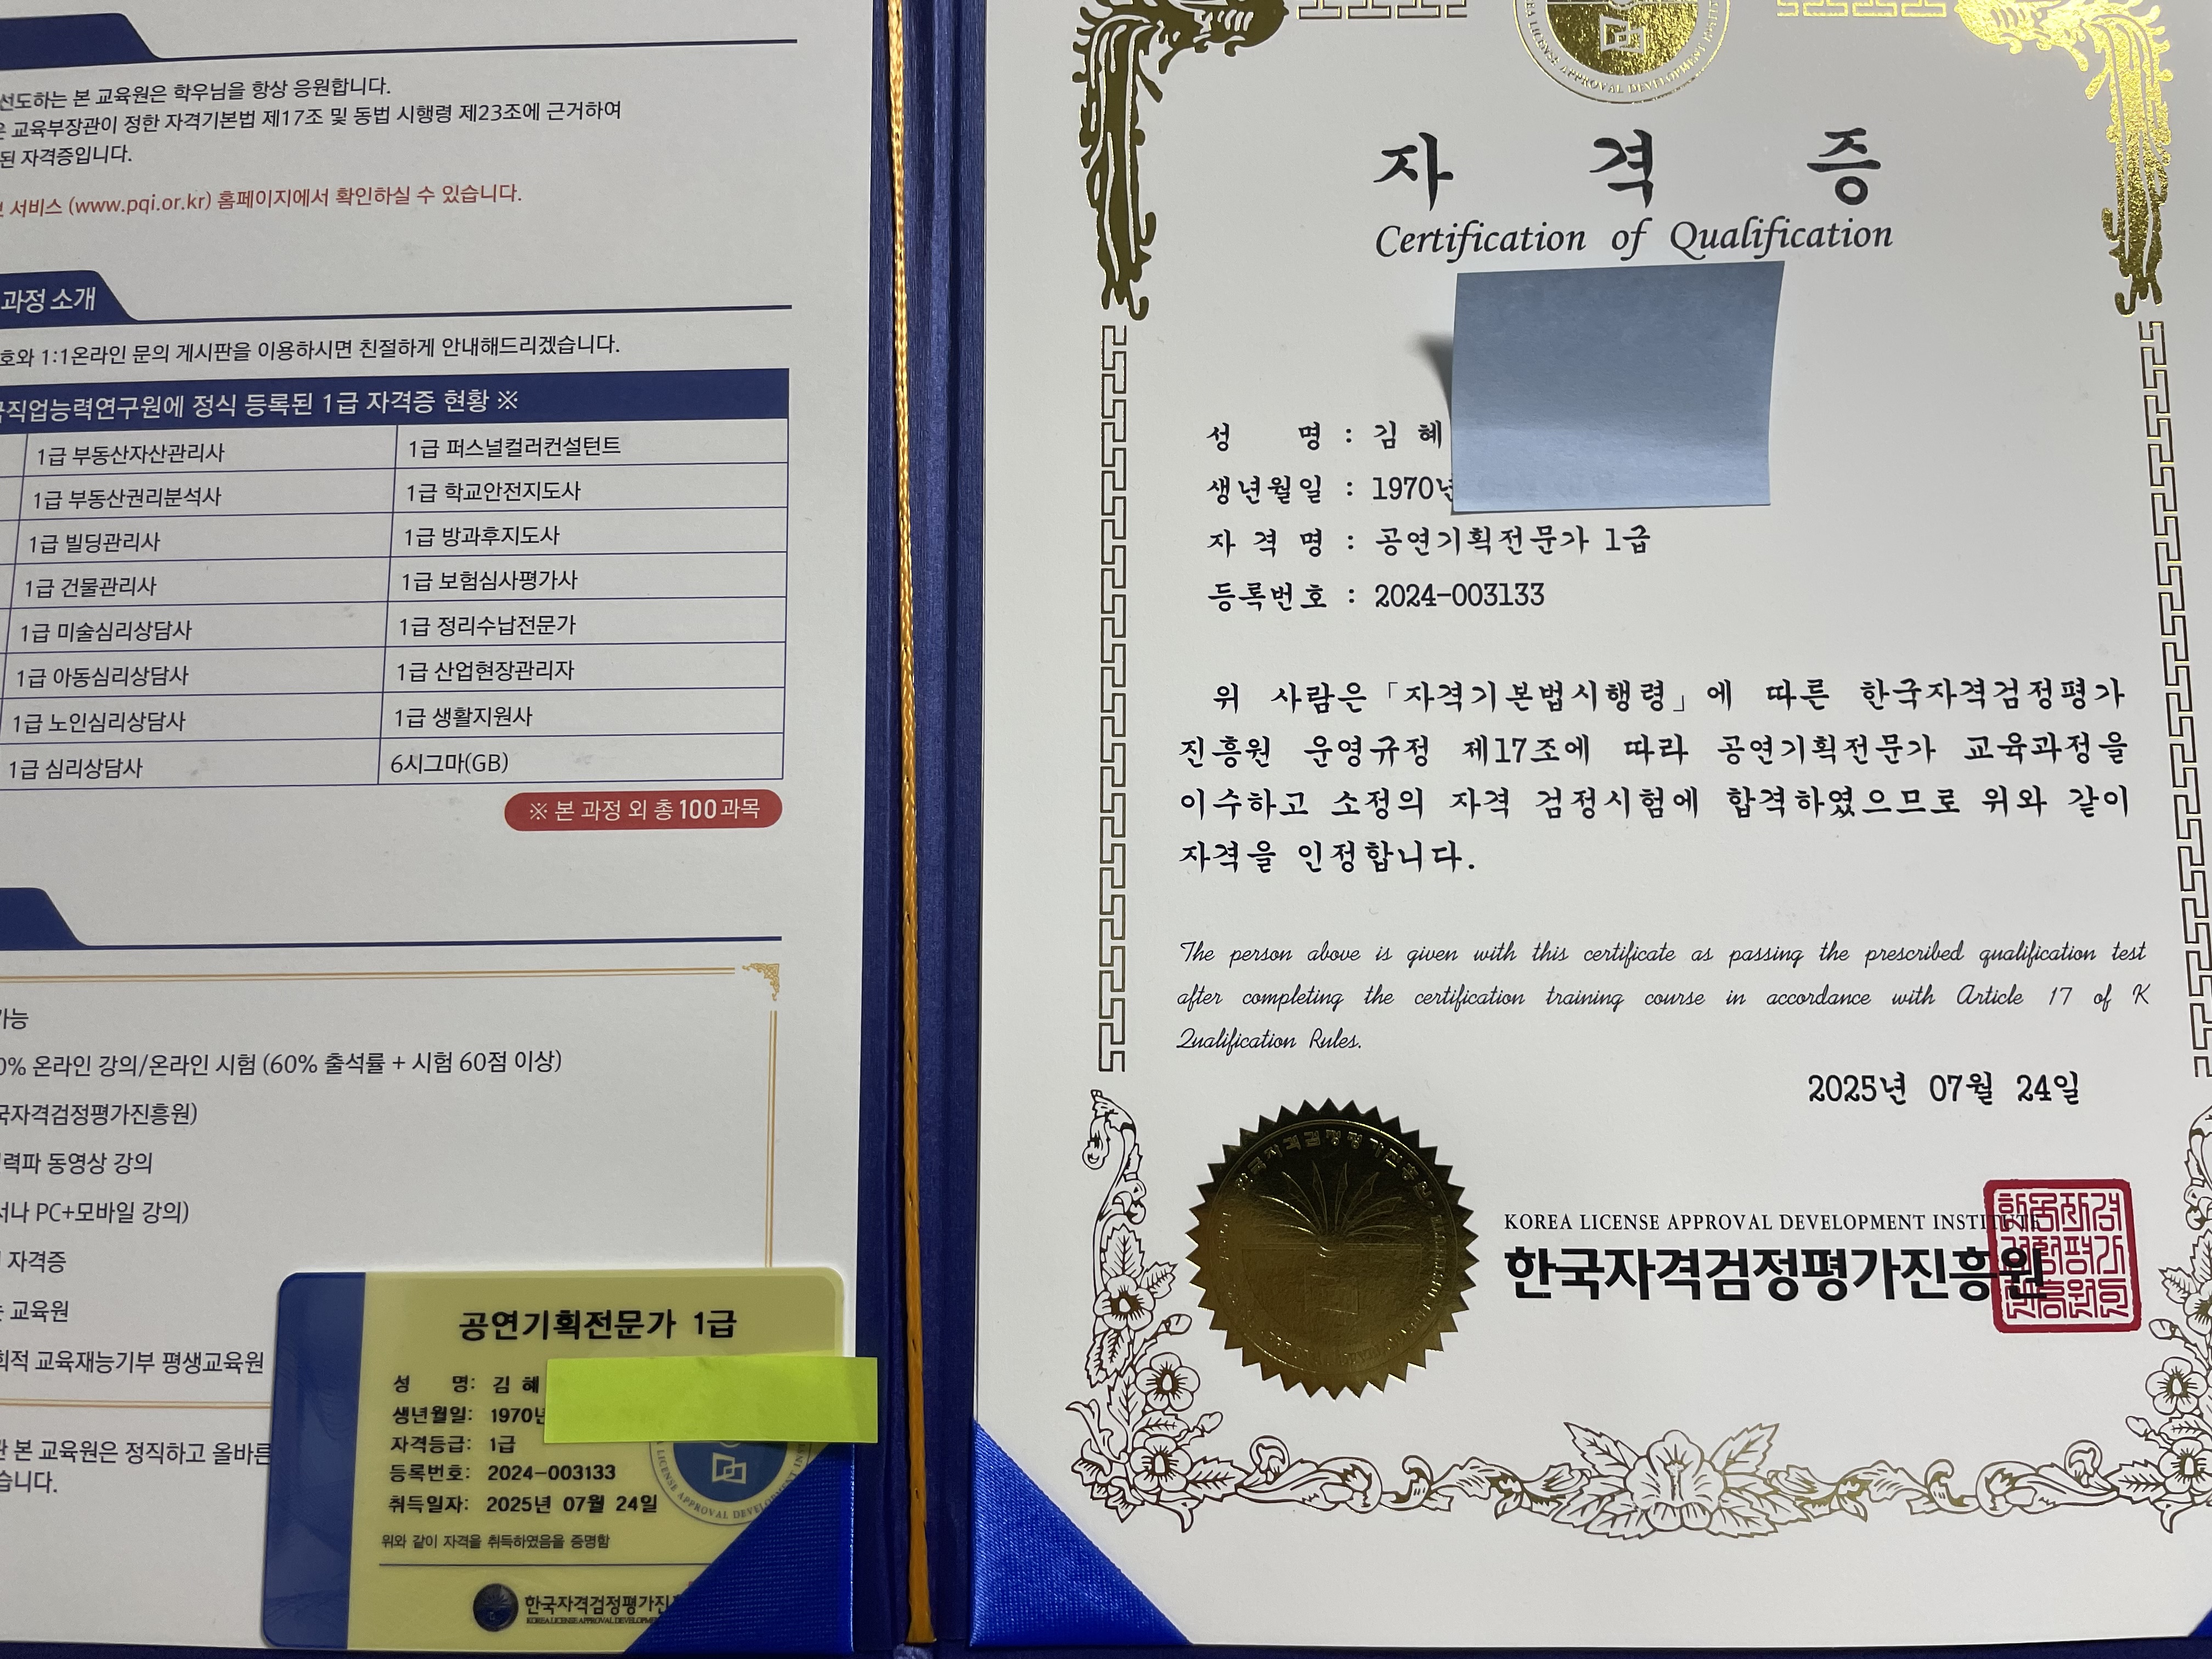 선도하는 본 교육원은 학우님을 항상 응원합니다.
교육부장관이 정한 자격기본법 제17조 및 동법 시행령 제23조에 근거하여
된 자격증입니다.
서비스 (www.pqi.or.kr) 홈페이지에서 확인하실 수 있습니다.
과정 소개
호와 1:1온라인 문의 게시판을 이용하시면 친절하게 안내해드리겠습니다.
국직업능력연구원에 정식 등록된 1급 자격증 현황 ※
1급 부동산자산관리사 1급 퍼스널컬러컨설턴트
1급 부동산권리분석사 1급 학교안전지도사
1급 빌딩관리사 1급 방과후지도사
1급 건물관리사 1급 보험심사평가사
1급 미술심리상담사 1급 정리수납전문가
1급 아동심리상담사 1급 산업현장관리자
1급 노인심리상담사 1급 생활지원사
1급 심리상담사 6시그마(GB)
※ 본 과정 외 총 100과목
가능
0% 온라인 강의/온라인 시험 (60% 출석률 + 시험 60점 이상)
국자격검정평가진흥원)
력파 동영상 강의
서나 PC+모바일 강의)
자격증
는 교육원
회적 교육재능기부 평생교육원
본 교육원은 정직하고 올바른
습니다.
공연기획전문가 1급
성 명: 김 혜
생년월일: 1970년
자격등급: 1급
등록번호: 2024-003133
취득일자: 2025년 07월 24일
위와 같이 자격을 취득하였음을 증명함
한국자격검정평가진
KOREA LICENSE APPROVAL DEVELOPME
LICENSE APPROVAL DEVELOPMENT IN
KOREA LICENSE APPROVAL DEVELOPMENT INSTI
자 격 증
Certification of Qualification
성 명 : 김 혜
생년월일 : 1970년
자 격 명 : 공연기획전문가 1급
등록번호 : 2024-003133
위 사람은 「자격기본법시행령」에 따른 한국자격검정평가
진흥원 운영규정 제17조에 따라 공연기획전문가 교육과정을
이수하고 소정의 자격 검정시험에 합격하였으므로 위와 같이
자격을 인정합니다.
The person above is given with this certificate as passing the prescribed qualification test
after completing the certification training course in accordance with Article 17 of K
Qualification Rules.
2025년 07월 24일
한국자격검정평가진흥원
KOREA LICENSE APPROVAL DEVELOPMENT INSTITUTE
한국자격검정평가진흥원